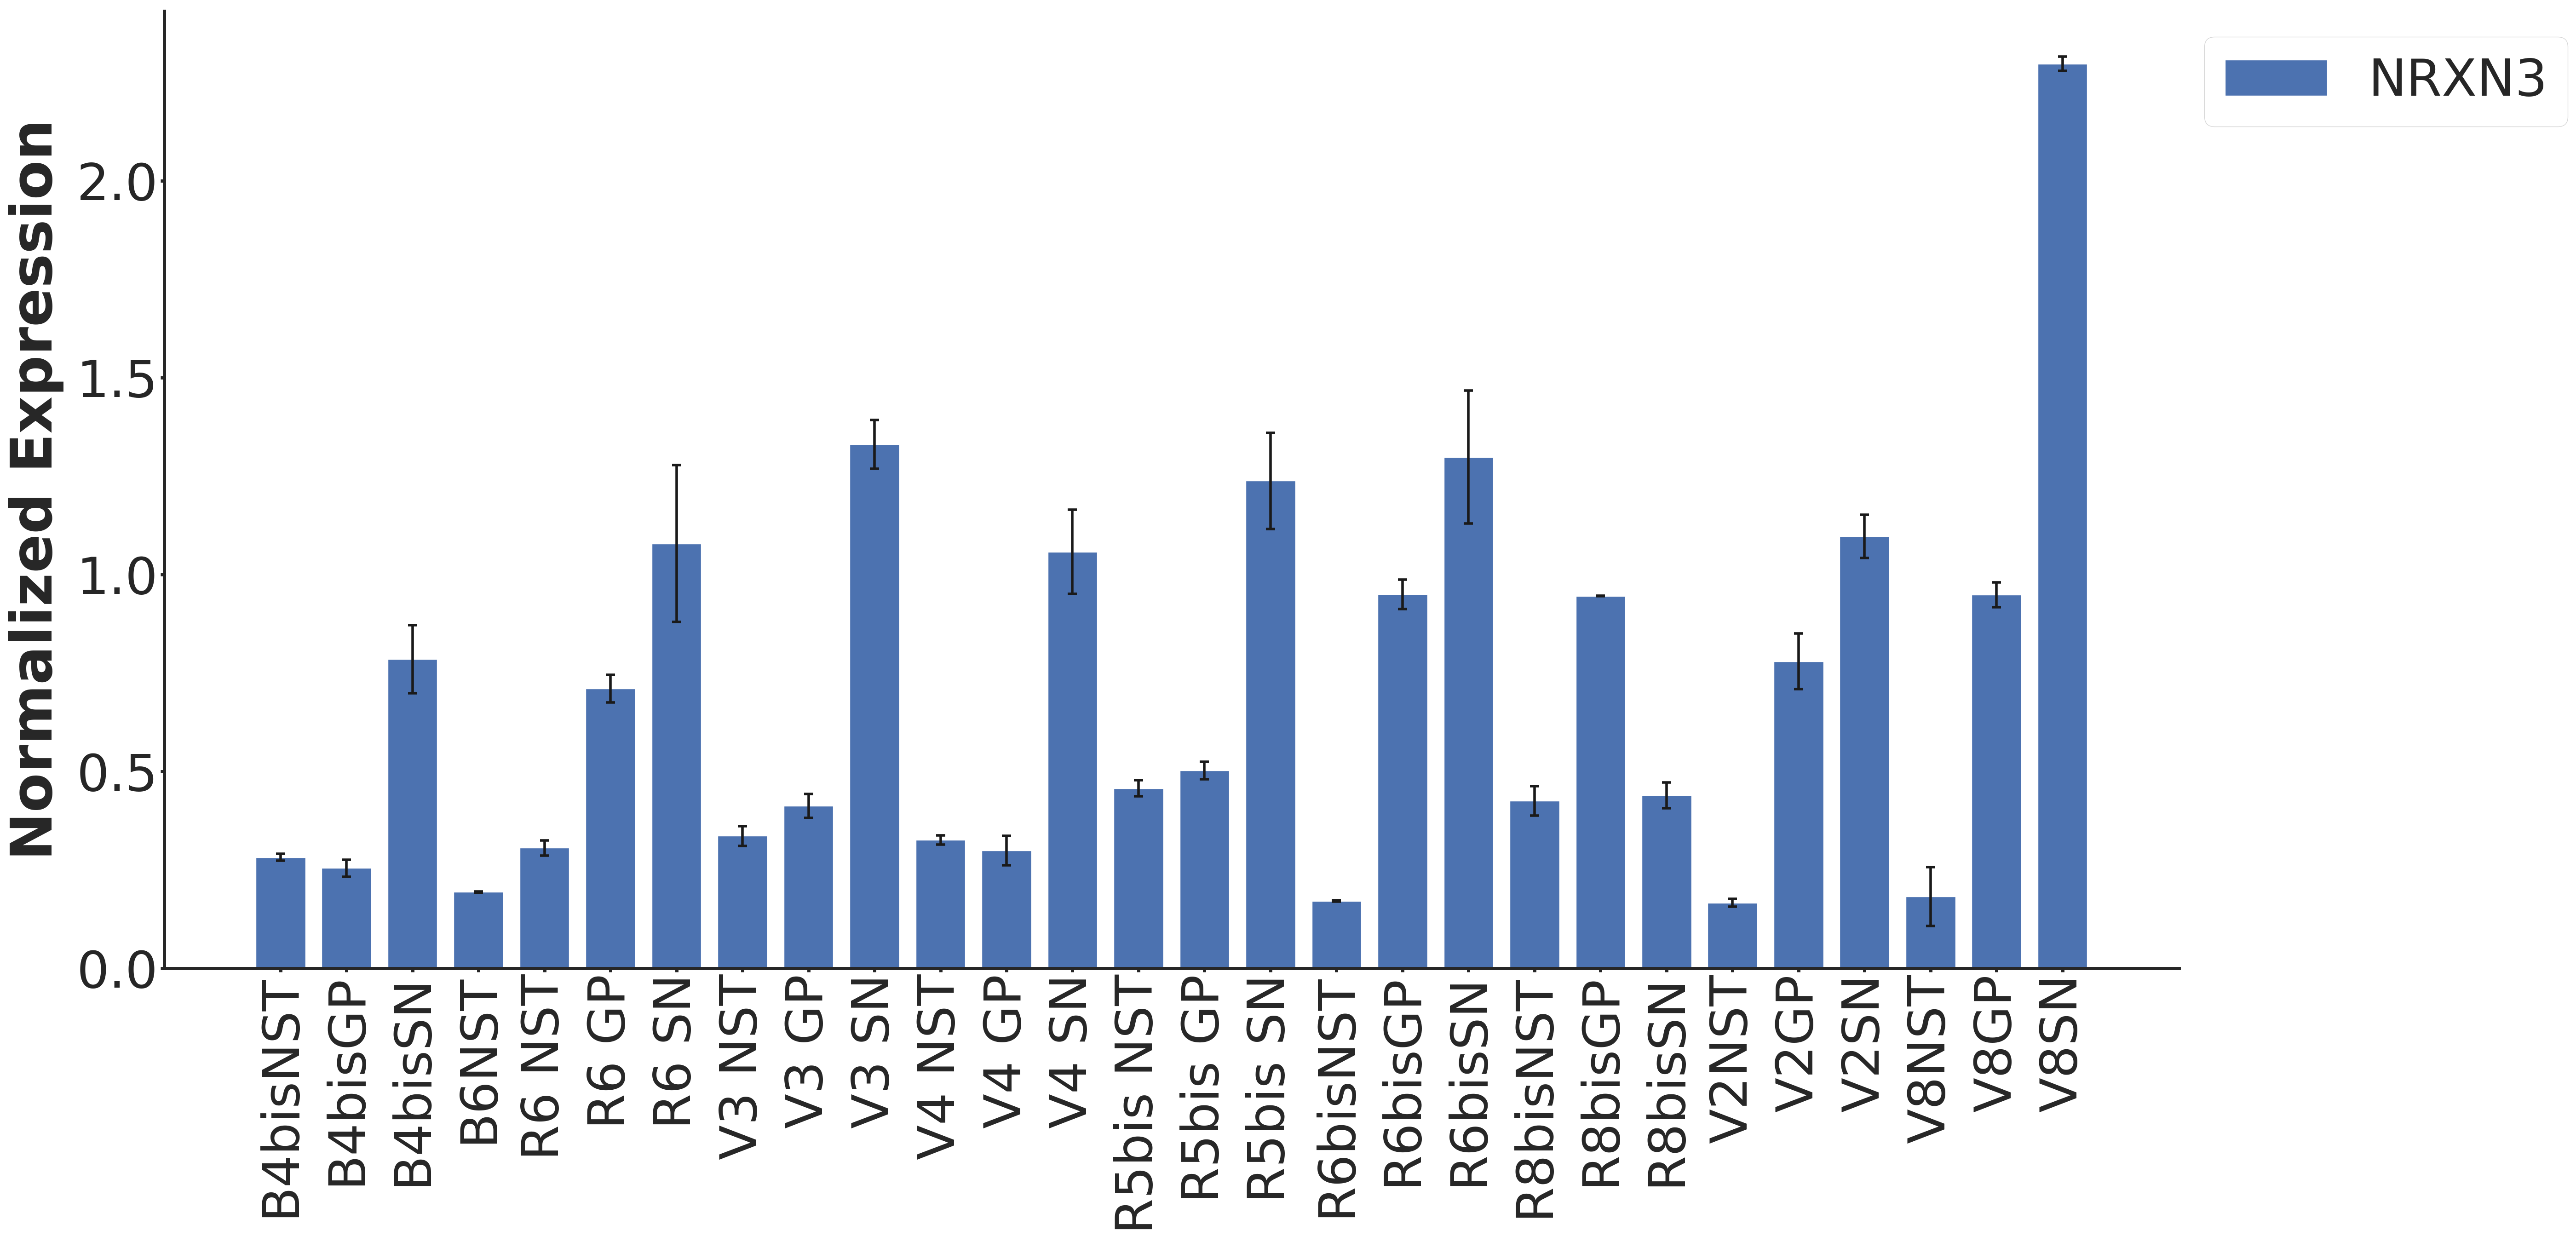 Normalized Expression
2.0
1.5
1.0
0.5
0.0
B4bisNST
B4bisGP
B4bisSN
B6NST
R6 NST
R6 GP
R6 SN
V3 NST
V3 GP
V3 SN
V4 NST
V4 GP
V4 SN
R5bis NST
R5bis GP
R5bis SN
R6bisNST
R6bisGP
R6bisSN
R8bisNST
R8bisGP
R8bisSN
V2NST
V2GP
V2SN
V8NST
V8GP
V8SN
NRXN3